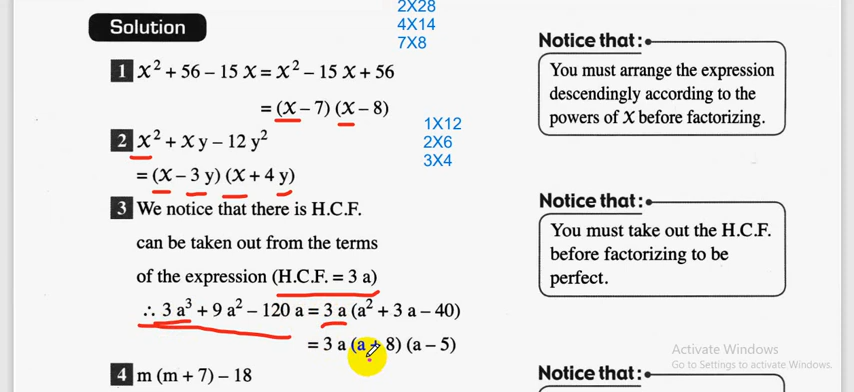 2X28
4X14
7X8
Solution
1 x² + 56 – 15 x = x² – 15 x + 56
= (x – 7) (x – 8)
1X12
2X6
3X4
2 x² + x y – 12 y²
= (x – 3 y) (x + 4 y)
3 We notice that there is H.C.F.
can be taken out from the terms
of the expression (H.C.F. = 3 a)
∴ 3 a³ + 9 a² – 120 a = 3 a (a² + 3 a – 40)
= 3 a (a + 8) (a – 5)
4 m (m + 7) – 18
Notice that :
You must arrange the expression
descendingly according to the
powers of x before factorizing.
Notice that :
You must take out the H.C.F.
before factorizing to be
perfect.
Notice that :
Activate Windows
Go to Settings to activate Windows.